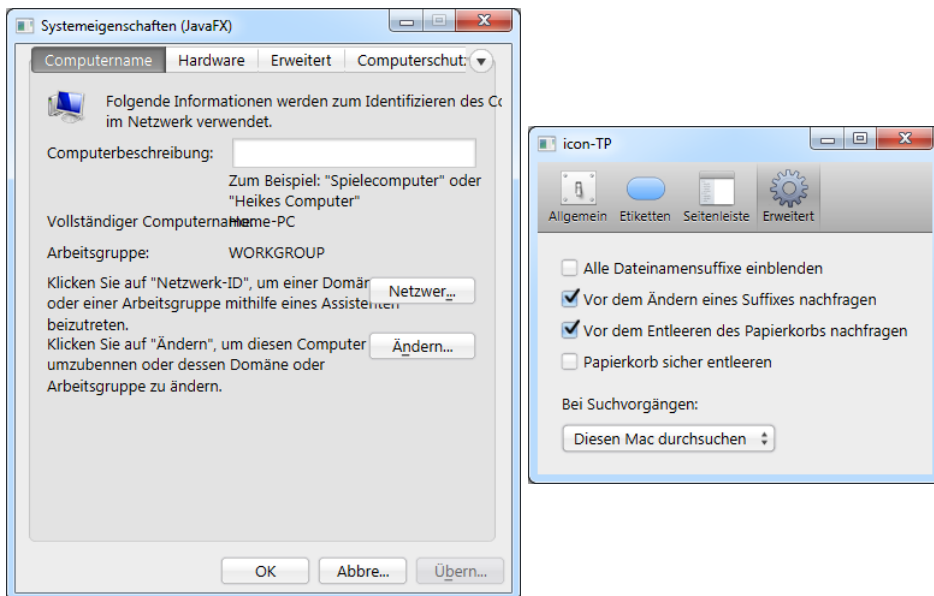 Systemeigenschaften (JavaFX)
Computername Hardware Erweitert Computerschut
Folgende Informationen werden zum Identifizieren des Co
im Netzwerk verwendet.
Computerbeschreibung:
Zum Beispiel: "Spielecomputer" oder
"Heikes Computer"
Vollständiger Computername: Home-PC
Arbeitsgruppe: WORKGROUP
Klicken Sie auf "Netzwerk-ID", um einer Domän
oder einer Arbeitsgruppe mithilfe eines Assistenten
beizutreten.
Netzwer...
Klicken Sie auf "Ändern", um diesen Computer
umzubennen oder dessen Domäne oder
Arbeitsgruppe zu ändern.
Ändern...
OK Abbre... Übern...
icon-TP
Allgemein Etiketten Seitenleiste Erweitert
Alle Dateinamensuffixe einblenden
Vor dem Ändern eines Suffixes nachfragen
Vor dem Entleeren des Papierkorbs nachfragen
Papierkorb sicher entleeren
Bei Suchvorgängen:
Diesen Mac durchsuchen